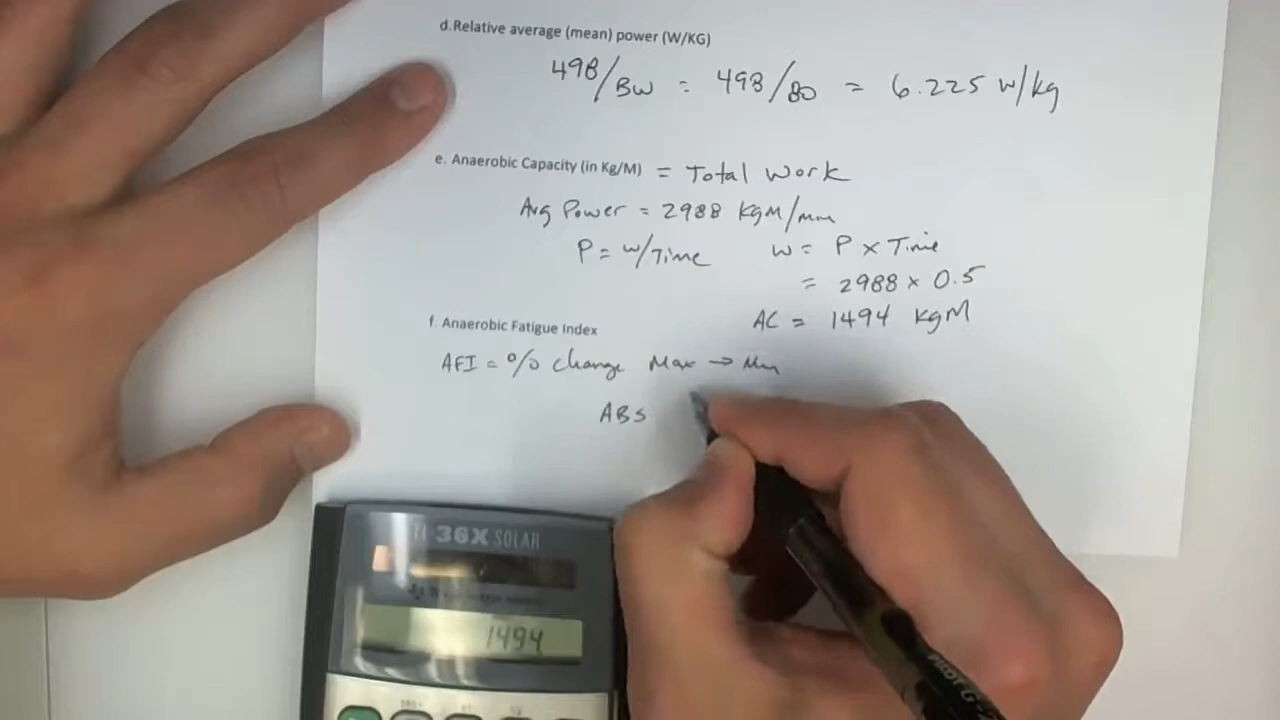 d. Relative average (mean) power (W/KG)
498/BW = 498/80 = 6.225 w/kg
e. Anaerobic Capacity (in Kg/M) = Total Work
Avg Power = 2988 KgM/min
P = w/Time w = P x Time
= 2988 x 0.5
AC = 1494 KgM
f. Anaerobic Fatigue Index
AFI = % change Max → Min
ABS
36X SOLAR
1494
PILOT G-2